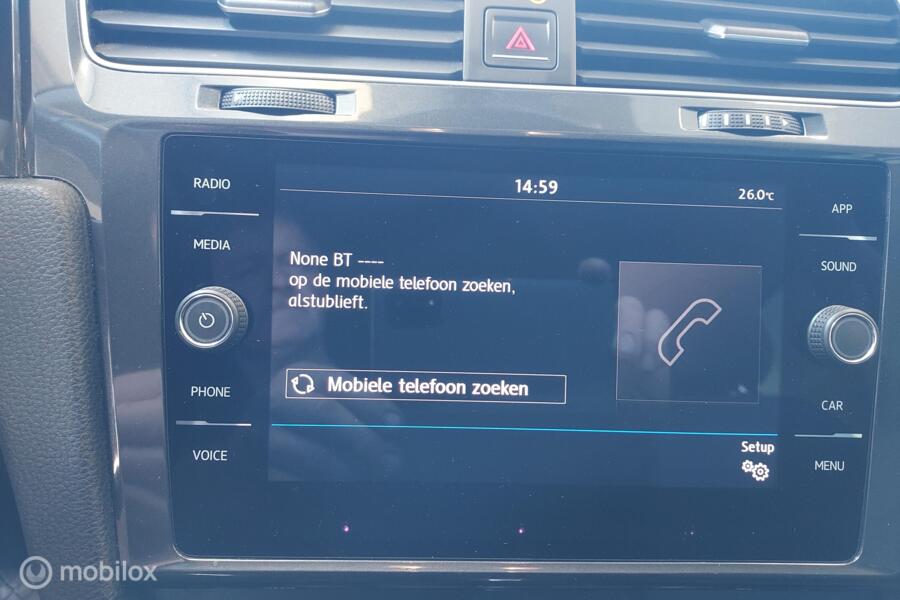 RADIO
MEDIA
PHONE
VOICE
14:59
26.0°C
None BT ----
op de mobiele telefoon zoeken,
alstublieft.
Mobiele telefoon zoeken
Setup
APP
SOUND
CAR
MENU
mobilox